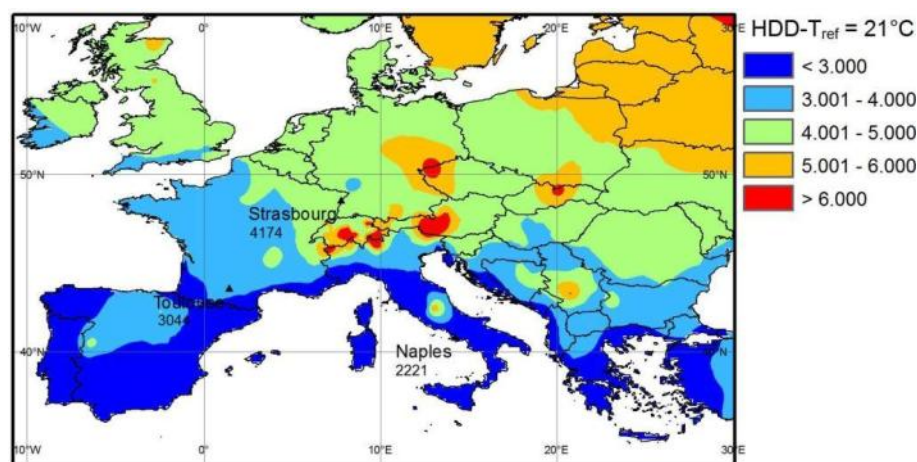 10°W
0°
10°E
20°E
30°E
HDD-Tref = 21°C
< 3.000
3.001 - 4.000
4.001 - 5.000
5.001 - 6.000
> 6.000
50°N
50°N
Strasbourg
4174
Toulouse
3044
40°N
Naples
2221
10°W
0°
10°E
20°E
30°E